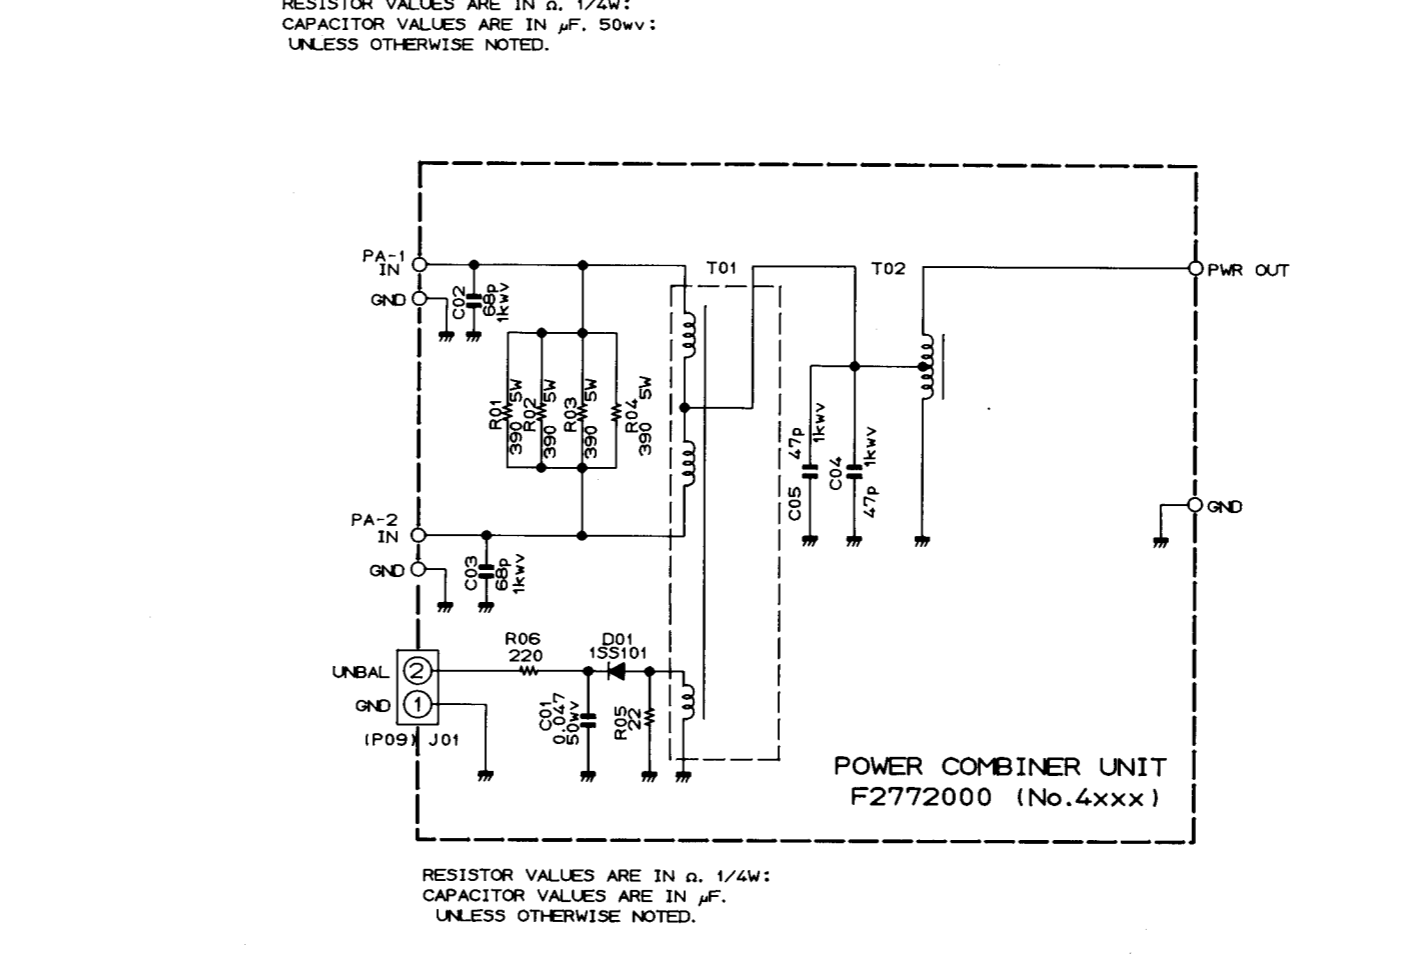 RESISTOR VALUES ARE IN Ω. 1/4W:
CAPACITOR VALUES ARE IN μF. 50wv:
UNLESS OTHERWISE NOTED.
PA-1
IN
GND
C02
68p
1kwv
T01
T02
PWR OUT
R01
390 5W
R02
390 5W
R03
390 5W
R04
390 5W
47p
1kwv
C05
C04
1kwv
47p
GND
PA-2
IN
GND
C03
68p
1kwv
R06
220
D01
1SS101
UNBAL
2
GND
1
C01
0.047
50wv
R05
22
(P09) J01
POWER COMBINER UNIT
F2772000 (No.4xxx)
RESISTOR VALUES ARE IN Ω. 1/4W:
CAPACITOR VALUES ARE IN μF.
UNLESS OTHERWISE NOTED.